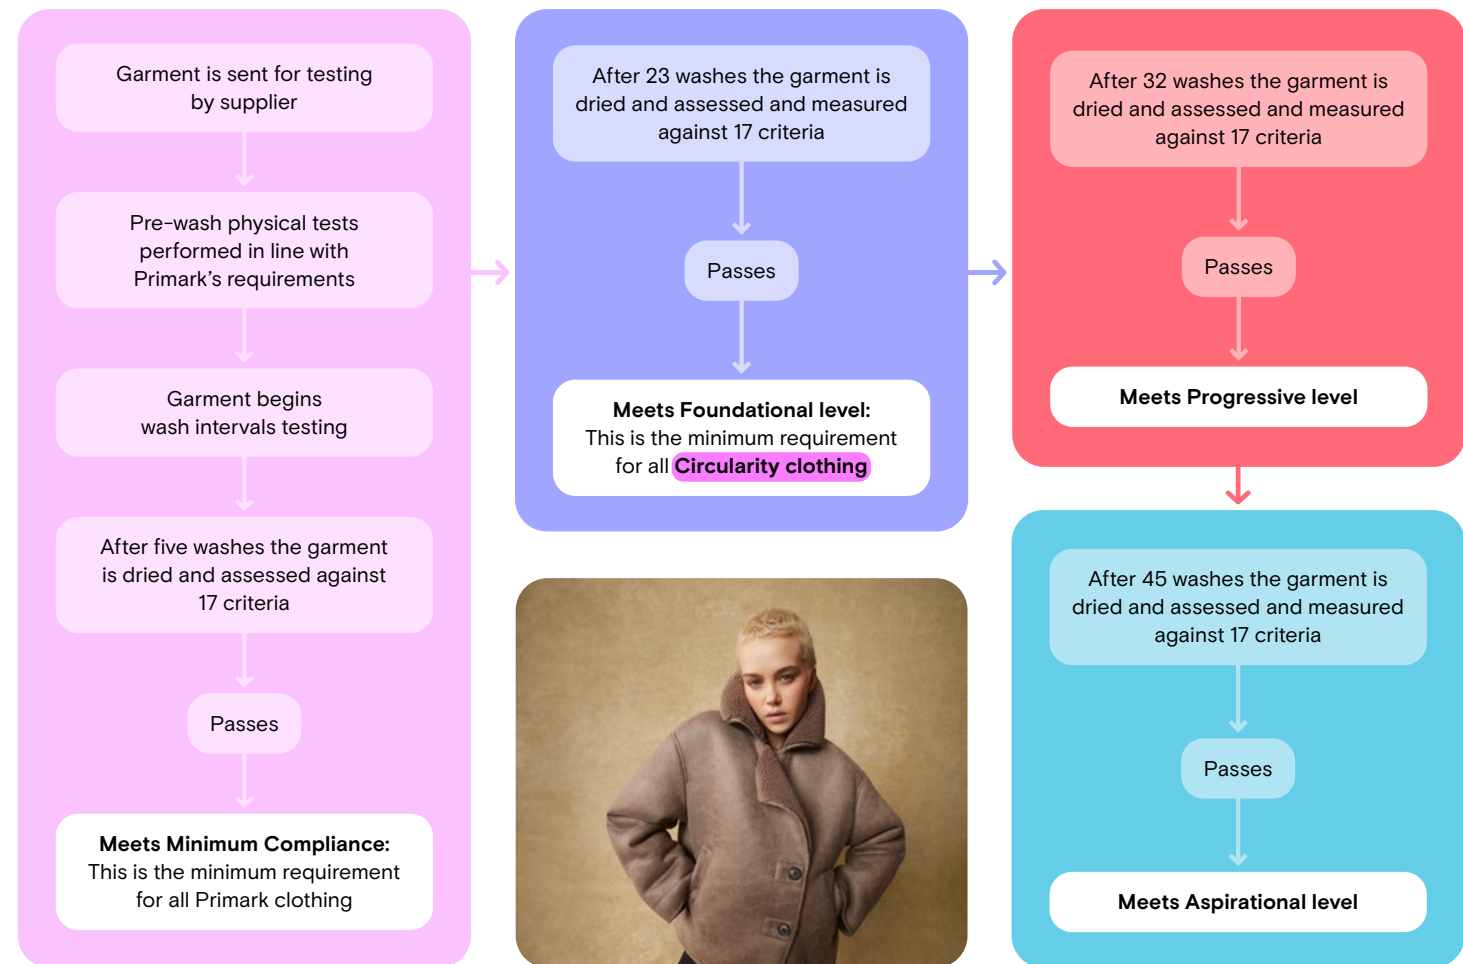 Garment is sent for testing
by supplier
Pre-wash physical tests
performed in line with
Primark's requirements
Garment begins
wash intervals testing
After five washes the garment
is dried and assessed against
17 criteria
Passes
Meets Minimum Compliance:
This is the minimum requirement
for all Primark clothing
After 23 washes the garment is
dried and assessed and measured
against 17 criteria
Passes
Meets Foundational level:
This is the minimum requirement
for all Circularity clothing
After 32 washes the garment is
dried and assessed and measured
against 17 criteria
Passes
Meets Progressive level
After 45 washes the garment is
dried and assessed and measured
against 17 criteria
Passes
Meets Aspirational level